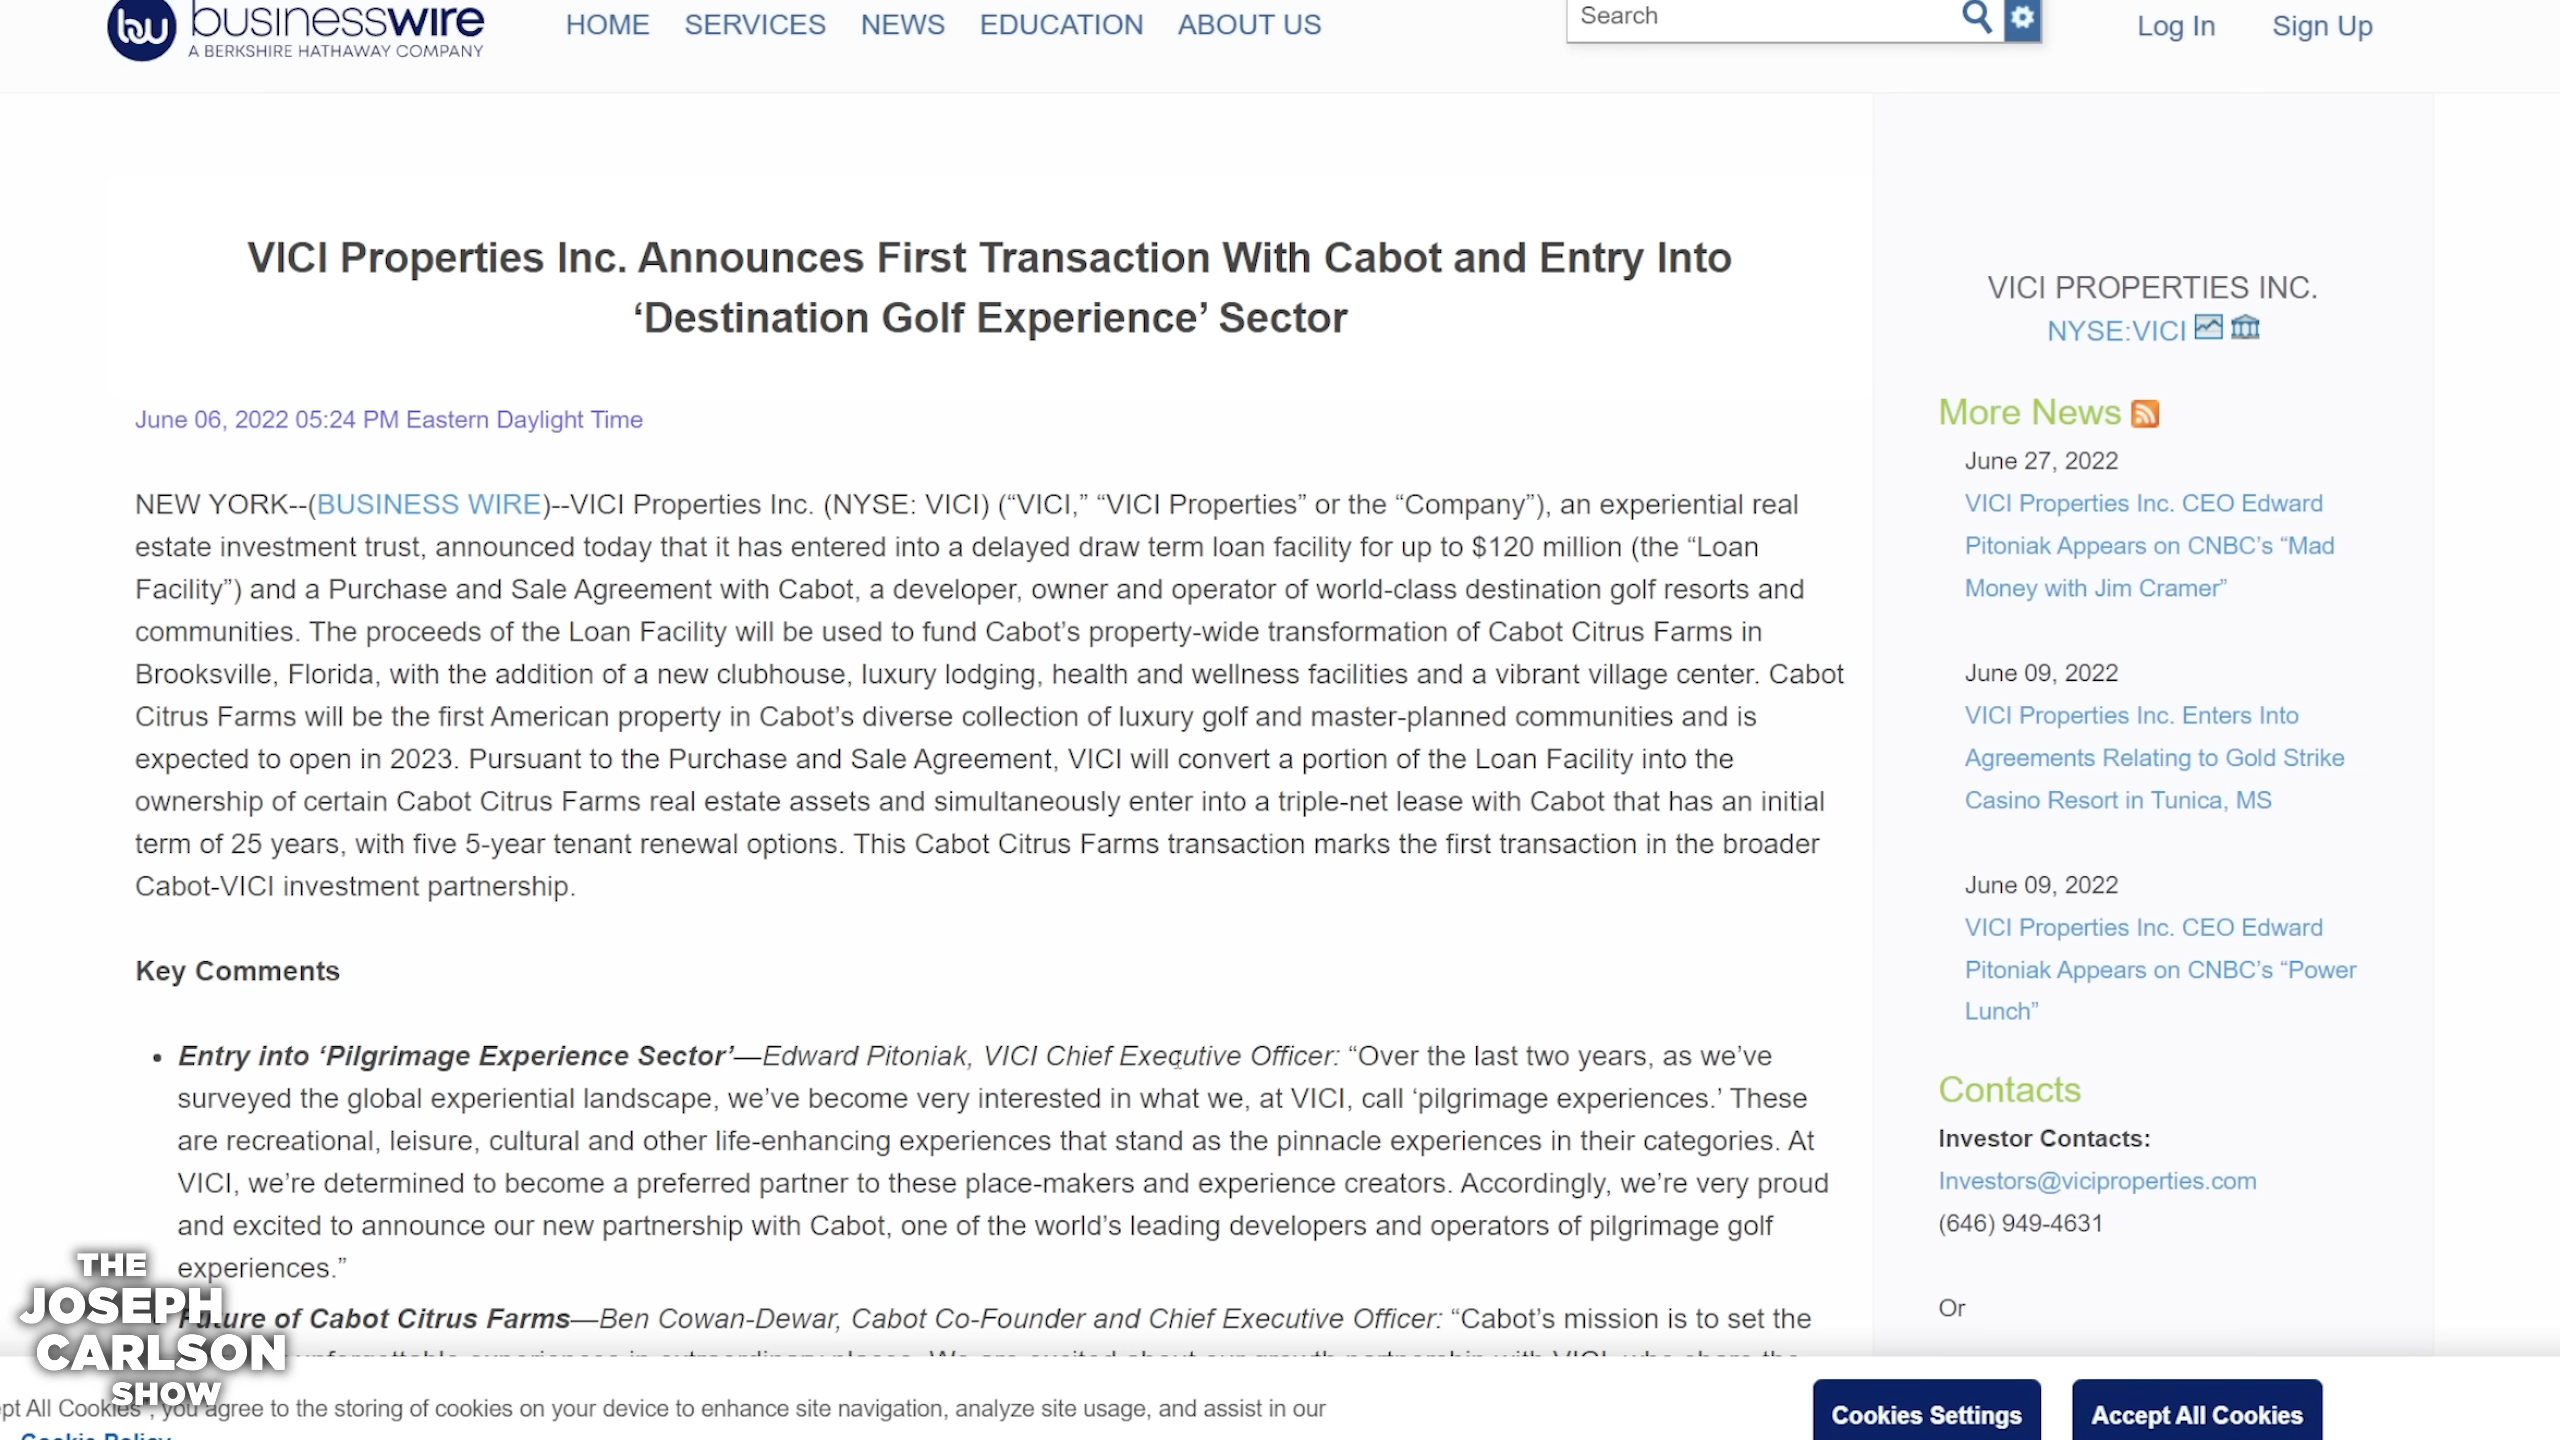 businesswire
A BERKSHIRE HATHAWAY COMPANY
HOME SERVICES NEWS EDUCATION ABOUT US
Search
Log In Sign Up
VICI Properties Inc. Announces First Transaction With Cabot and Entry Into
‘Destination Golf Experience’ Sector
June 06, 2022 05:24 PM Eastern Daylight Time
NEW YORK--(BUSINESS WIRE)--VICI Properties Inc. (NYSE: VICI) (“VICI,” “VICI Properties” or the “Company”), an experiential real
estate investment trust, announced today that it has entered into a delayed draw term loan facility for up to $120 million (the “Loan
Facility”) and a Purchase and Sale Agreement with Cabot, a developer, owner and operator of world-class destination golf resorts and
communities. The proceeds of the Loan Facility will be used to fund Cabot’s property-wide transformation of Cabot Citrus Farms in
Brooksville, Florida, with the addition of a new clubhouse, luxury lodging, health and wellness facilities and a vibrant village center. Cabot
Citrus Farms will be the first American property in Cabot’s diverse collection of luxury golf and master-planned communities and is
expected to open in 2023. Pursuant to the Purchase and Sale Agreement, VICI will convert a portion of the Loan Facility into the
ownership of certain Cabot Citrus Farms real estate assets and simultaneously enter into a triple-net lease with Cabot that has an initial
term of 25 years, with five 5-year tenant renewal options. This Cabot Citrus Farms transaction marks the first transaction in the broader
Cabot-VICI investment partnership.
Key Comments
• Entry into ‘Pilgrimage Experience Sector’—Edward Pitoniak, VICI Chief Executive Officer: “Over the last two years, as we’ve
surveyed the global experiential landscape, we’ve become very interested in what we, at VICI, call ‘pilgrimage experiences.’ These
are recreational, leisure, cultural and other life-enhancing experiences that stand as the pinnacle experiences in their categories. At
VICI, we’re determined to become a preferred partner to these place-makers and experience creators. Accordingly, we’re very proud
and excited to announce our new partnership with Cabot, one of the world’s leading developers and operators of pilgrimage golf
experiences.”
Future of Cabot Citrus Farms—Ben Cowan-Dewar, Cabot Co-Founder and Chief Executive Officer: “Cabot’s mission is to set the
VICI PROPERTIES INC.
NYSE:VICI
More News
June 27, 2022
VICI Properties Inc. CEO Edward
Pitoniak Appears on CNBC’s “Mad
Money with Jim Cramer”
June 09, 2022
VICI Properties Inc. Enters Into
Agreements Relating to Gold Strike
Casino Resort in Tunica, MS
June 09, 2022
VICI Properties Inc. CEO Edward
Pitoniak Appears on CNBC’s “Power
Lunch”
Contacts
Investor Contacts:
Investors@viciproperties.com
(646) 949-4631
Or
THE
JOSEPH
CARLSON
SHOW
pt All Cookies”, you agree to the storing of cookies on your device to enhance site navigation, analyze site usage, and assist in our
Cookie Policy
Cookies Settings Accept All Cookies